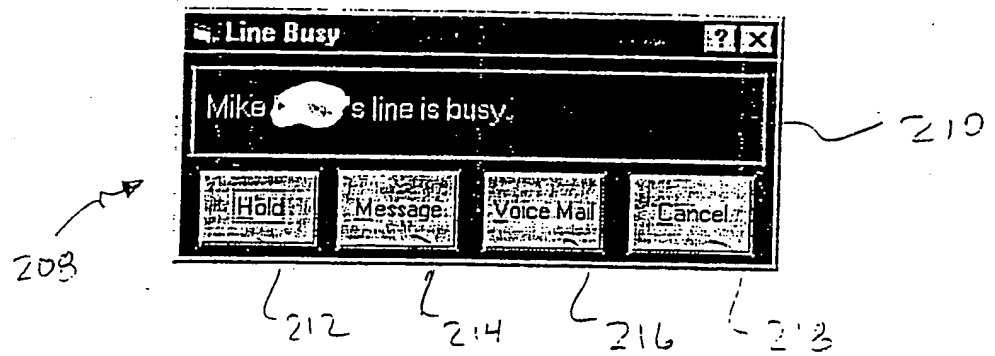 Line Busy ? X
Mike 's line is busy.
210
Hold Message Voice Mail Cancel
208
212 214 216 218